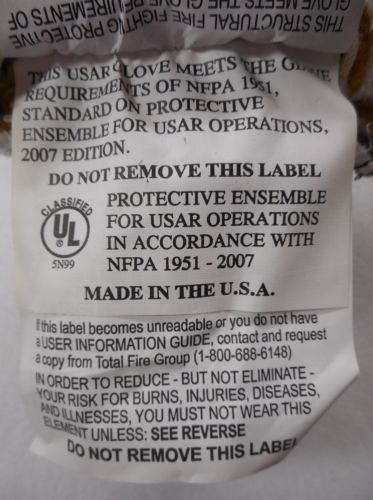 THIS STRUCTURAL FIRE FIGHTING PROTECTIVE
GLOVE MEETS THE GLOVE REQUIREMENTS OF
THIS USAR GLOVE MEETS THE GLOVE
REQUIREMENTS OF NFPA 1951,
STANDARD ON PROTECTIVE
ENSEMBLE FOR USAR OPERATIONS,
2007 EDITION.
DO NOT REMOVE THIS LABEL
CLASSIFIED
UL
5N99
PROTECTIVE ENSEMBLE
FOR USAR OPERATIONS
IN ACCORDANCE WITH
NFPA 1951 - 2007
MADE IN THE U.S.A.
If this label becomes unreadable or you do not have
a USER INFORMATION GUIDE, contact and request
a copy from Total Fire Group (1-800-688-6148)
IN ORDER TO REDUCE - BUT NOT ELIMINATE -
YOUR RISK FOR BURNS, INJURIES, DISEASES,
AND ILLNESSES, YOU MUST NOT WEAR THIS
ELEMENT UNLESS: SEE REVERSE
DO NOT REMOVE THIS LABEL